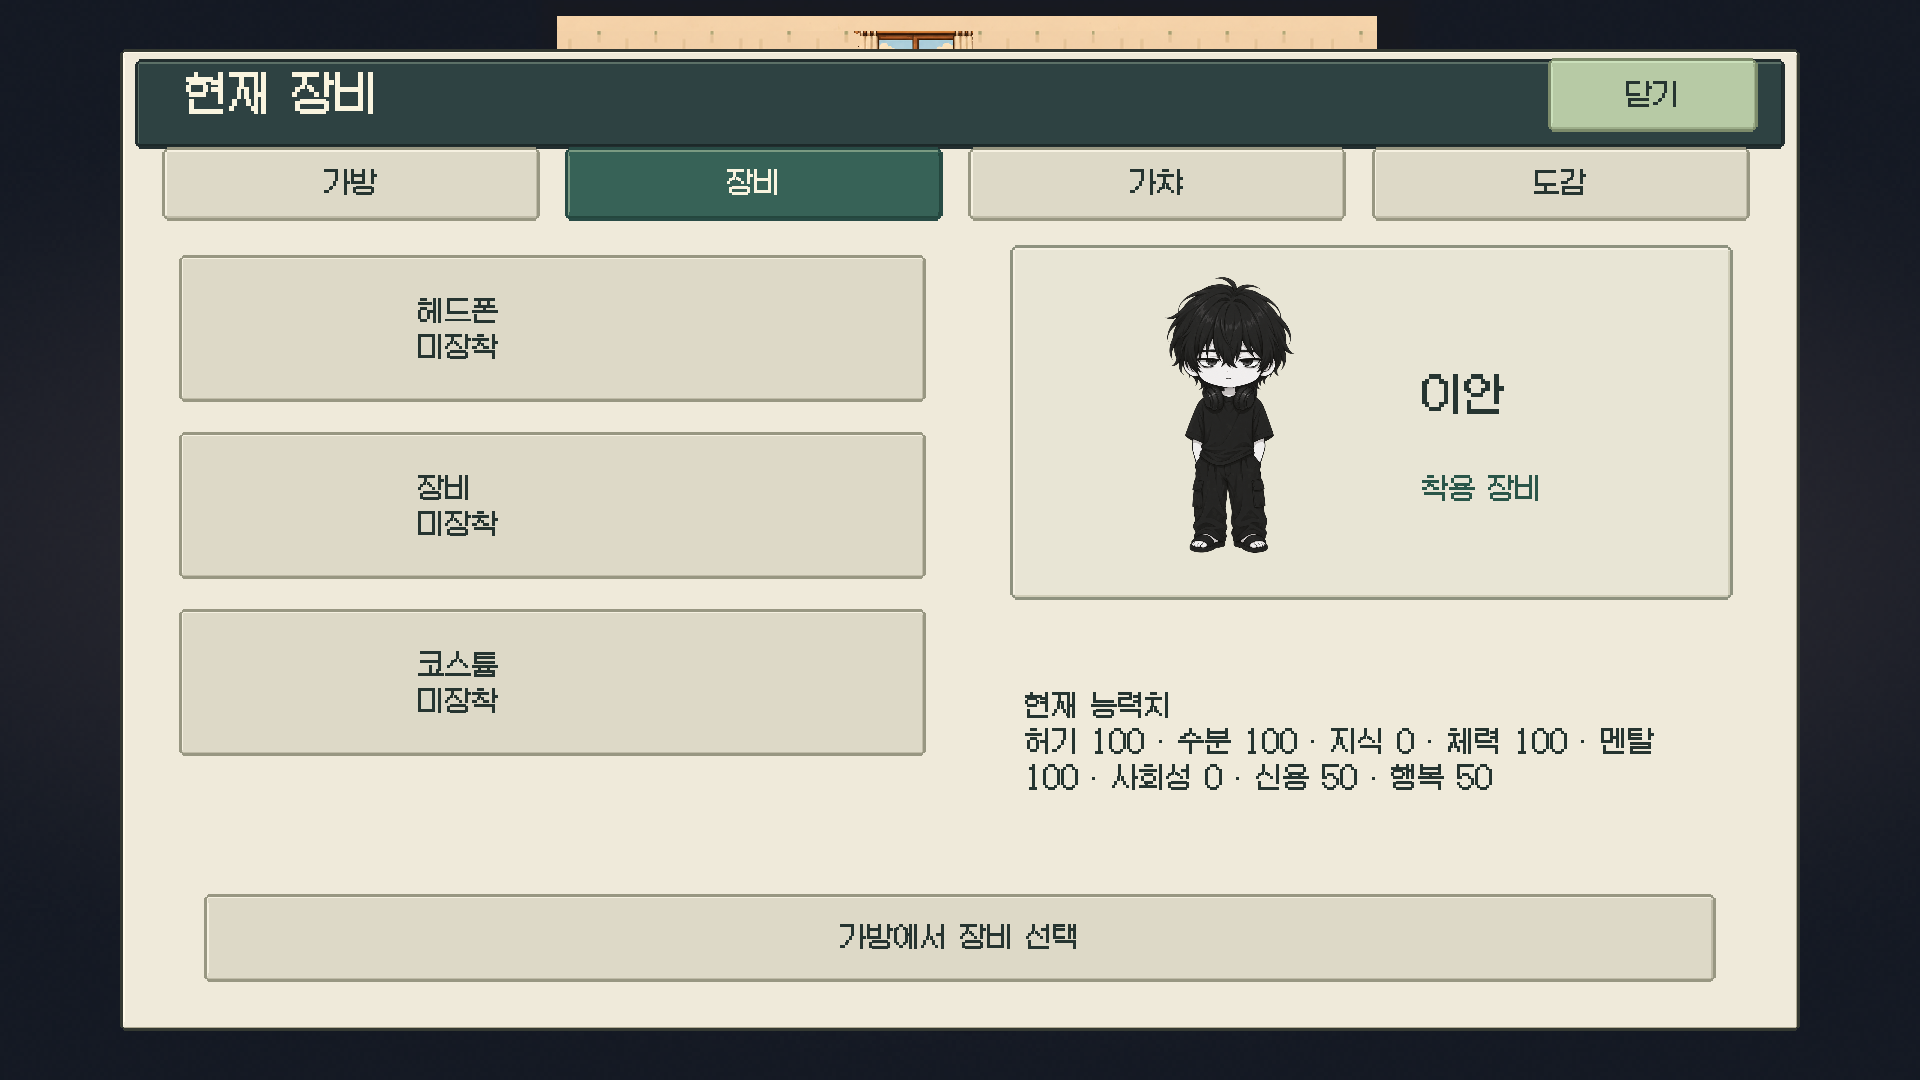 현재 장비
닫기
가방
장비
가챠
도감
헤드폰
미장착
장비
미장착
코스튬
미장착
이안
착용 장비
현재 능력치
허기 100 · 수분 100 · 지식 0 · 체력 100 · 멘탈
100 · 사회성 0 · 신용 50 · 행복 50
가방에서 장비 선택